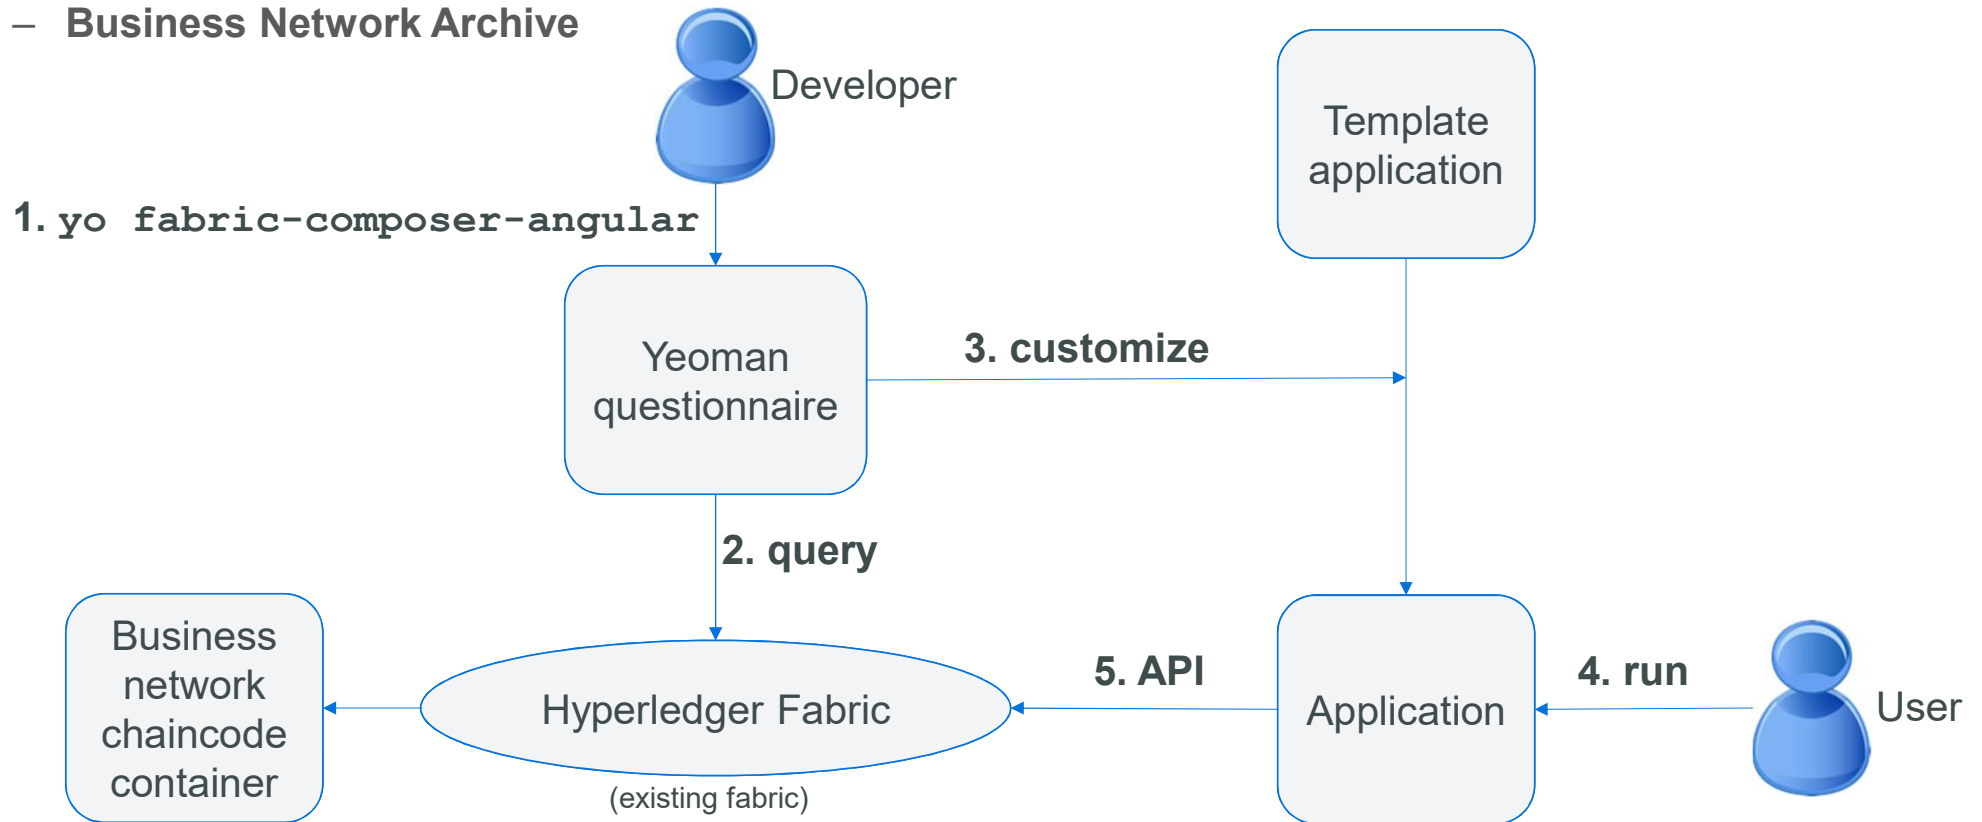 – Business Network Archive
Developer
Template
application
1. yo fabric-composer-angular
Yeoman
questionnaire
3. customize
2. query
Business
network
chaincode
container
Hyperledger Fabric
(existing fabric)
5. API
Application
4. run
User